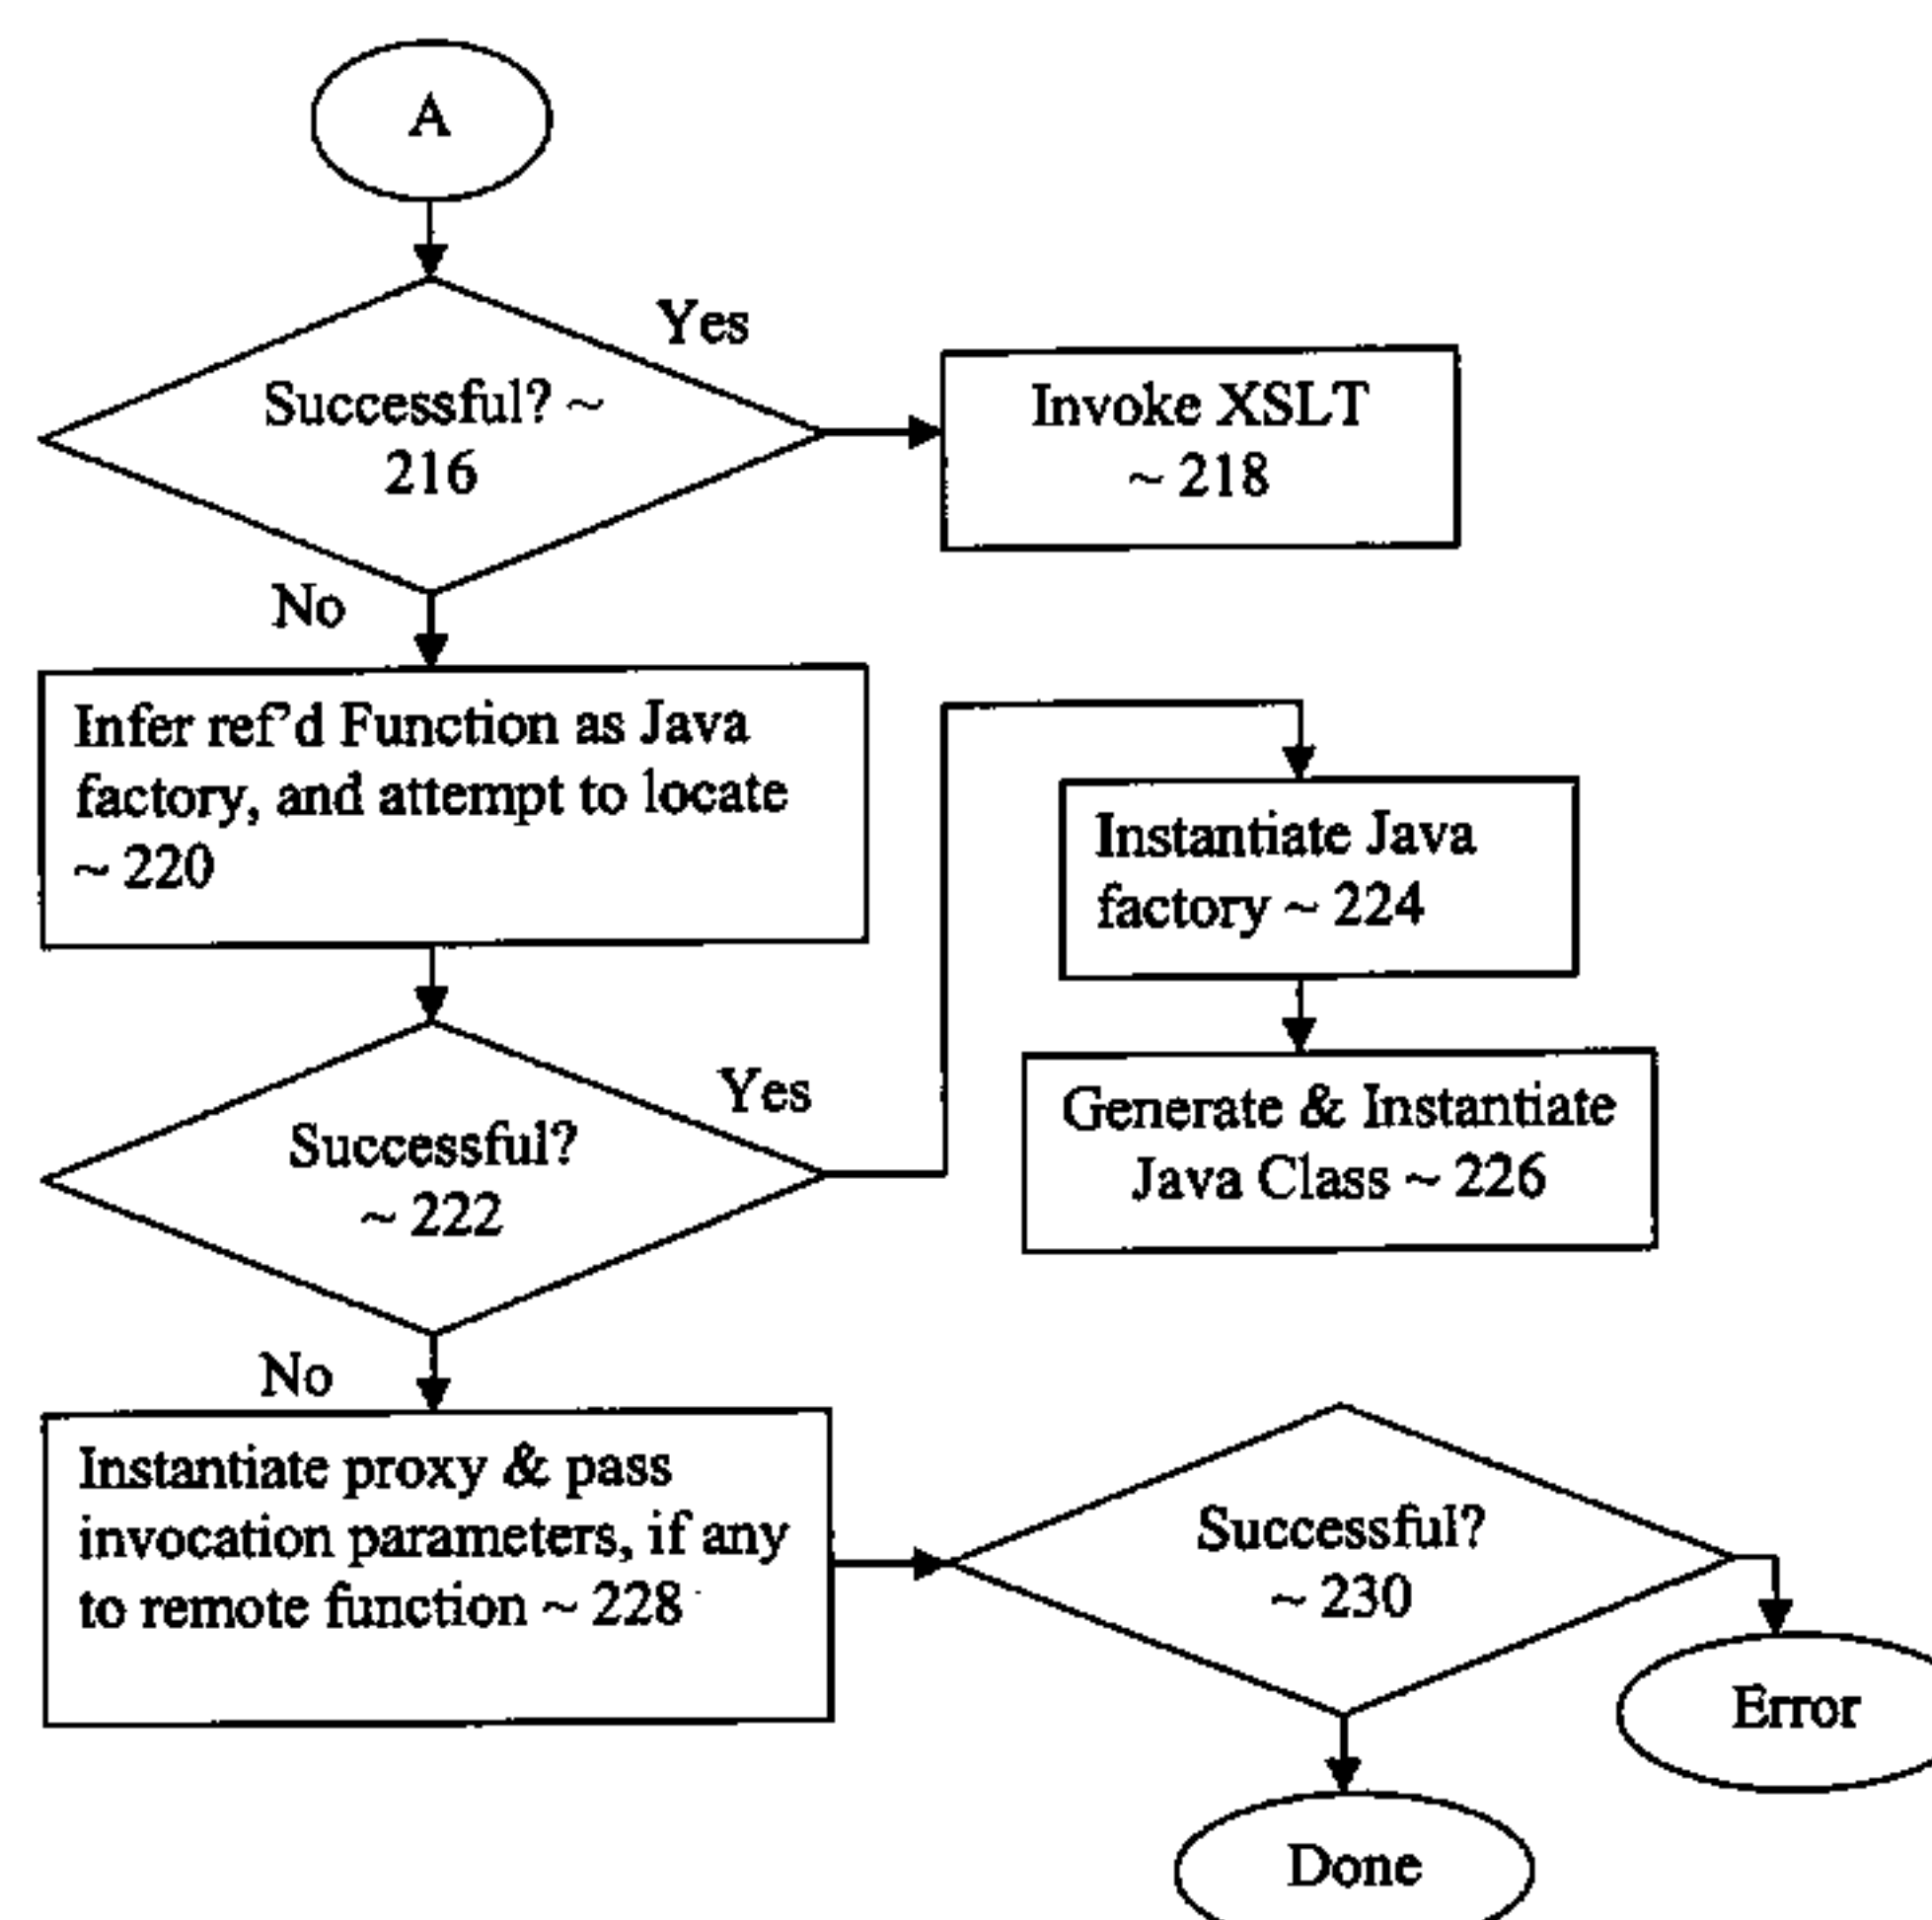 A
Yes
Successful? ~
216
Invoke XSLT
~ 218
No
Infer ref'd Function as Java
factory, and attempt to locate
~ 220
Instantiate Java
factory ~ 224
Yes
Generate & Instantiate
Java Class ~ 226
Successful?
~ 222
No
Instantiate proxy & pass
invocation parameters, if any
to remote function ~ 228
Successful?
~ 230
Error
Done